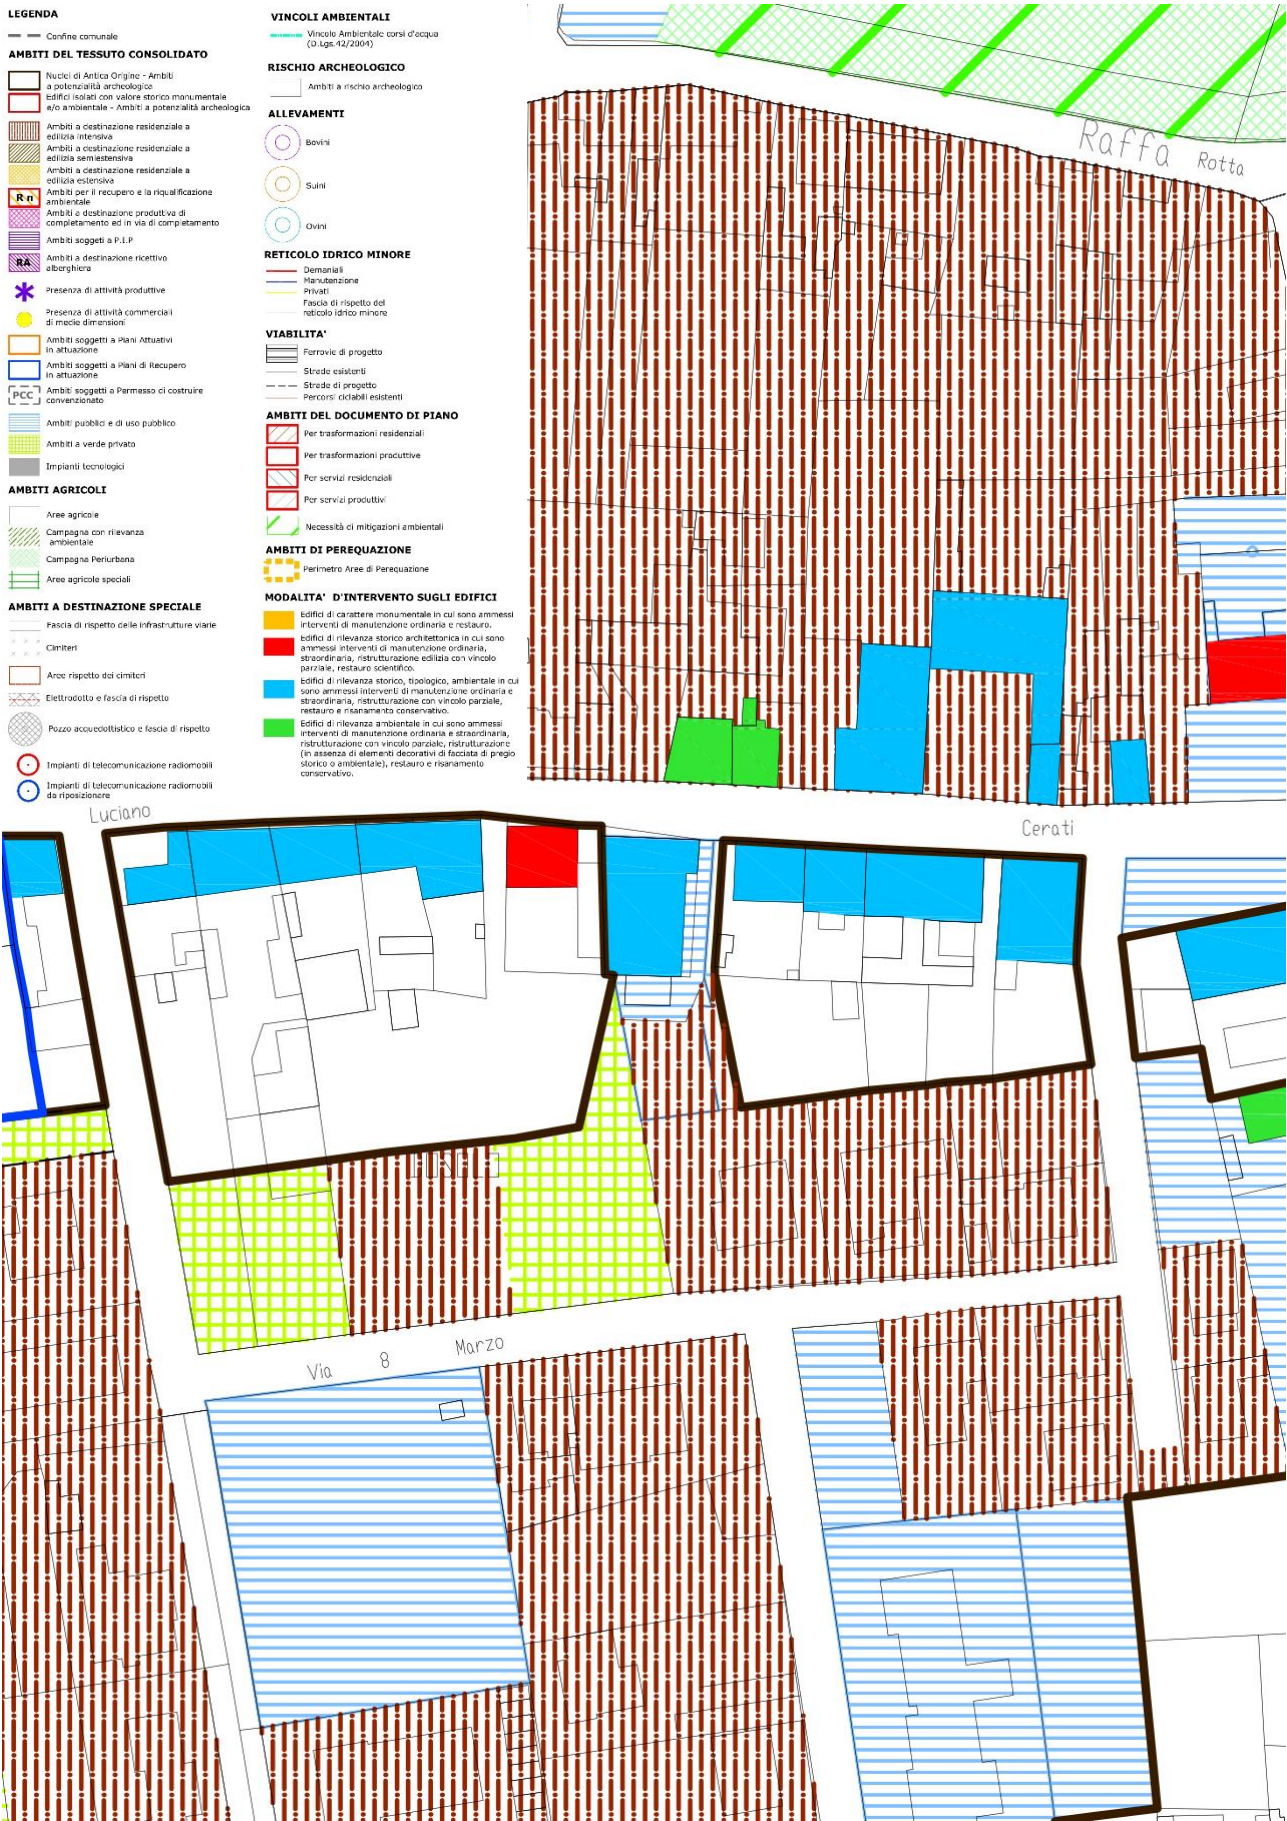 LEGENDA
Confine comunale
AMBITI DEL TESSUTO CONSOLIDATO
Nuclei di Antica Origine - Ambiti
a potenzialità archeologica
Edifici isolati con valore storico monumentale
e/o ambientale - Ambiti a potenzialità archeologica
Ambiti a destinazione residenziale a
edilizia intensiva
Ambiti a destinazione residenziale a
edilizia semiestensiva
Ambiti a destinazione residenziale a
edilizia estensiva
R n
Ambiti per il recupero e la riqualificazione
ambientale
Ambiti a destinazione produttiva di
completamento ed in via di completamento
Ambiti soggetti a P.I.P
RA
Ambiti a destinazione ricettivo
alberghiera
Presenza di attività produttive
Presenza di attività commerciali
di medie dimensioni
Ambiti soggetti a Piani Attuativi
in attuazione
Ambiti soggetti a Piani di Recupero
in attuazione
PCC
Ambiti soggetti a Permesso di costruire
convenzionato
Ambiti pubblici e di uso pubblico
Ambiti a verde privato
Impianti tecnologici
AMBITI AGRICOLI
Aree agricole
Campagna con rilevanza
ambientale
Campagna Periurbana
Aree agricole speciali
AMBITI A DESTINAZIONE SPECIALE
Fascia di rispetto delle infrastrutture viarie
Cimiteri
Aree rispetto dei cimiteri
Elettrodotto e fascia di rispetto
Pozzo acquedottistico e fascia di rispetto
Impianti di telecomunicazione radiomobili
Impianti di telecomunicazione radiomobili
da riposizionare
VINCOLI AMBIENTALI
Vincolo Ambientale corsi d'acqua
(D.Lgs.42/2004)
RISCHIO ARCHEOLOGICO
Ambiti a rischio archeologico
ALLEVAMENTI
Bovini
Suini
Ovini
RETICOLO IDRICO MINORE
Demaniali
Manutenzione
Privati
Fascia di rispetto del
reticolo idrico minore
VIABILITA'
Ferrovie di progetto
Strade esistenti
Strade di progetto
Percorsi ciclabili esistenti
AMBITI DEL DOCUMENTO DI PIANO
Per trasformazioni residenziali
Per trasformazioni produttive
Per servizi residenziali
Per servizi produttivi
Necessità di mitigazioni ambientali
AMBITI DI PEREQUAZIONE
Perimetro Aree di Perequazione
MODALITA' D'INTERVENTO SUGLI EDIFICI
Edifici di carattere monumentale in cui sono ammessi
interventi di manutenzione ordinaria e restauro.
Edifici di rilevanza storico architettonica in cui sono
ammessi interventi di manutenzione ordinaria,
straordinaria, ristrutturazione edilizia con vincolo
parziale, restauro scientifico.
Edifici di rilevanza storico, tipologico, ambientale in cui
sono ammessi interventi di manutenzione ordinaria e
straordinaria, ristrutturazione con vincolo parziale,
restauro e risanamento conservativo.
Edifici di rilevanza ambientale in cui sono ammessi
interventi di manutenzione ordinaria e straordinaria,
ristrutturazione con vincolo parziale, ristrutturazione
(in assenza di elementi decorativi di facciata di pregio
storico o ambientale), restauro e risanamento
conservativo.
Raffa Rotta
Luciano
Cerati
Via 8 Marzo